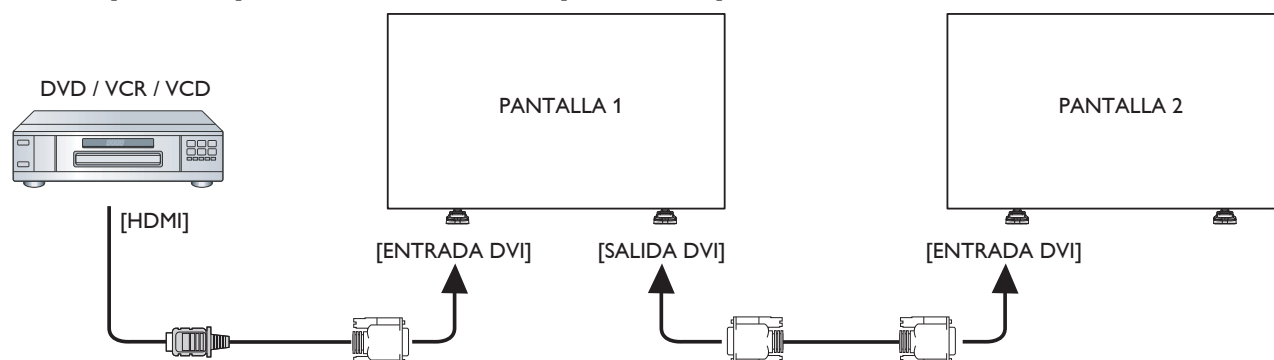 DVD / VCR / VCD
PANTALLA 1
PANTALLA 2
[HDMI]
[ENTRADA DVI]
[SALIDA DVI]
[ENTRADA DVI]